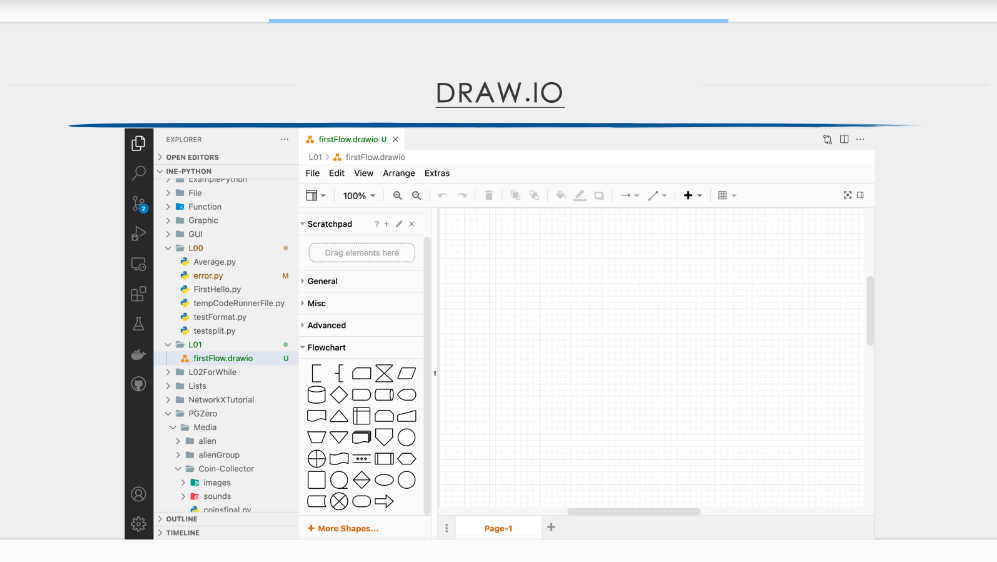 DRAW.IO
EXPLORER
OPEN EDITORS
INE-PYTHON
ExamplePython
File
Function
Graphic
GUI
L00
Average.py
error.py M
FirstHello.py
tempCodeRunnerFile.py
testFormat.py
testsplit.py
L01
firstFlow.drawio U
L02ForWhile
Lists
NetworkXTutorial
PGZero
Media
alien
alienGroup
Coin-Collector
images
sounds
coinsfinal.py
OUTLINE
TIMELINE
2
firstFlow.drawio U
L01 > firstFlow.drawio
File Edit View Arrange Extras
100%
Scratchpad ?
Drag elements here
General
Misc
Advanced
Flowchart
+ More Shapes...
Page-1